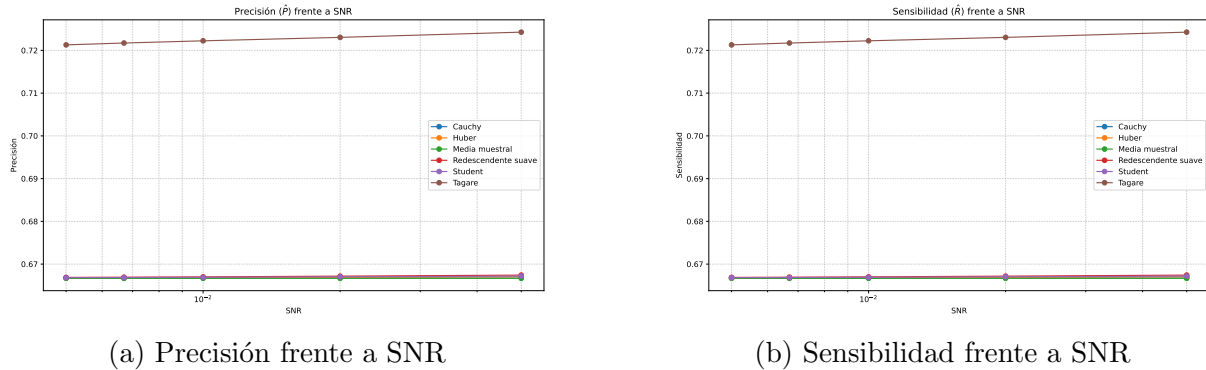 Precisión (P̂) frente a SNR
Precisión
0.72
0.71
0.70
0.69
0.68
0.67
Cauchy
Huber
Media muestral
Redescendente suave
Student
Tagare
10⁻²
SNR
(a) Precisión frente a SNR
Sensibilidad (R̂) frente a SNR
Sensibilidad
0.72
0.71
0.70
0.69
0.68
0.67
Cauchy
Huber
Media muestral
Redescendente suave
Student
Tagare
10⁻²
SNR
(b) Sensibilidad frente a SNR